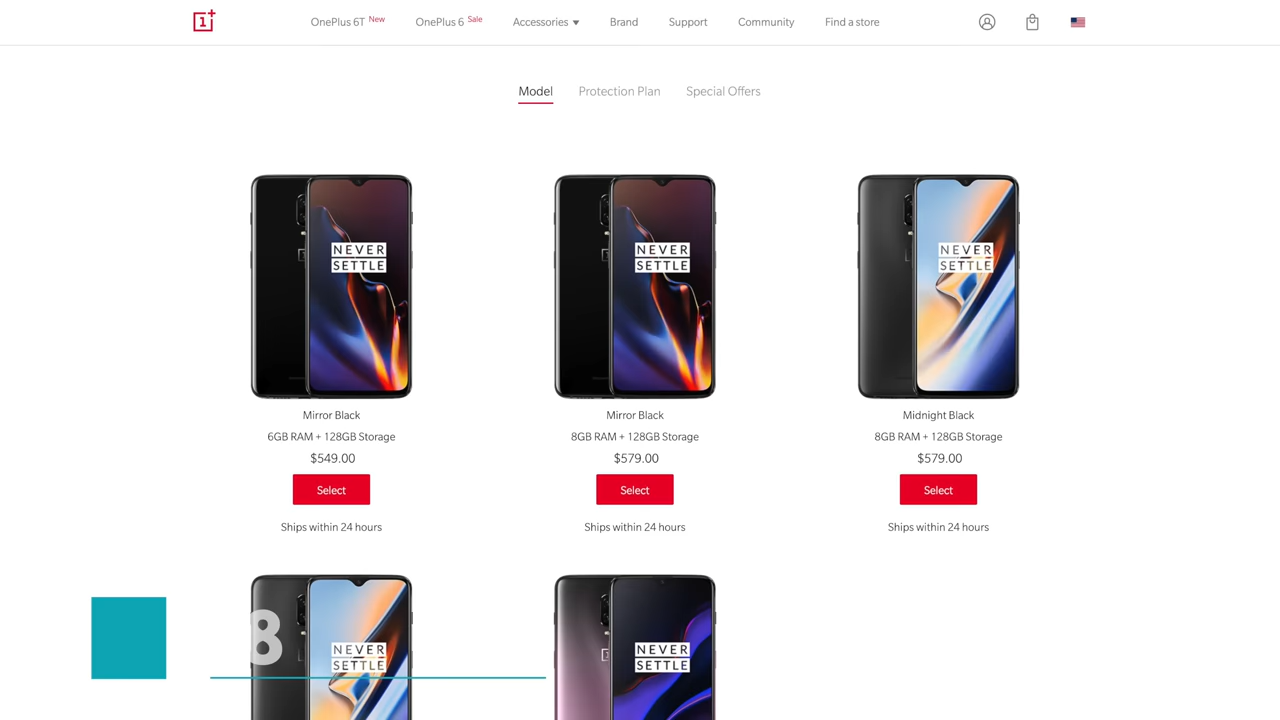 OnePlus 6T New OnePlus 6 Sale Accessories ▼ Brand Support Community Find a store
Model Protection Plan Special Offers
NEVER SETTLE
NEVER SETTLE
NEVER SETTLE
Mirror Black
6GB RAM + 128GB Storage
$549.00
Select
Ships within 24 hours
Mirror Black
8GB RAM + 128GB Storage
$579.00
Select
Ships within 24 hours
Midnight Black
8GB RAM + 128GB Storage
$579.00
Select
Ships within 24 hours
8
NEVER SETTLE
NEVER SETTLE